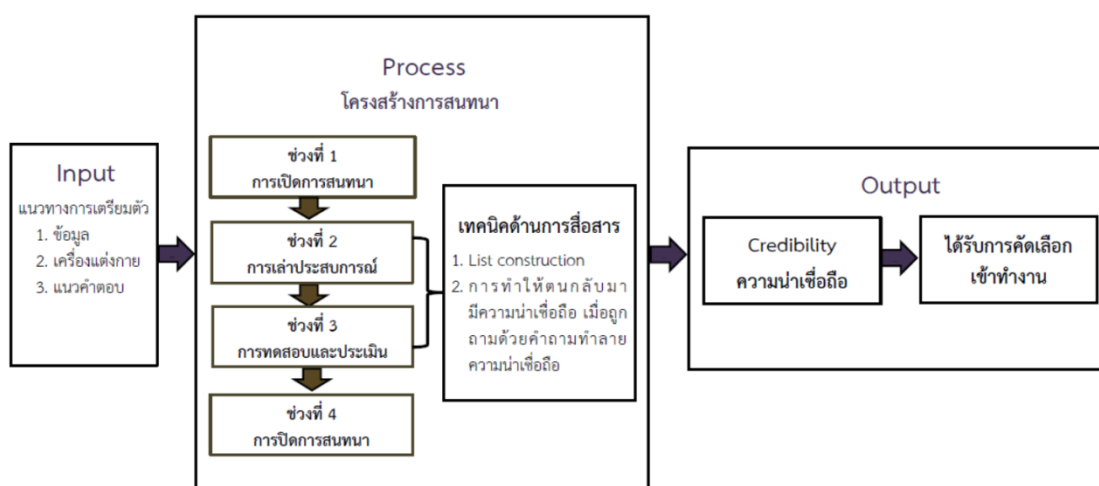 Input
แนวทางการเตรียมตัว
1. ข้อมูล
2. เครื่องแต่งกาย
3. แนวคำตอบ
Process
โครงสร้างการสนทนา
ช่วงที่ 1
การเปิดการสนทนา
ช่วงที่ 2
การเล่าประสบการณ์
ช่วงที่ 3
การทดสอบและประเมิน
ช่วงที่ 4
การปิดการสนทนา
เทคนิคด้านการสื่อสาร
1. List construction
2. การทำให้ตนกลับมา
มีความน่าเชื่อถือ เมื่อถูก
ถามด้วยคำถามทำลาย
ความน่าเชื่อถือ
Output
Credibility
ความน่าเชื่อถือ
ได้รับการคัดเลือก
เข้าทำงาน